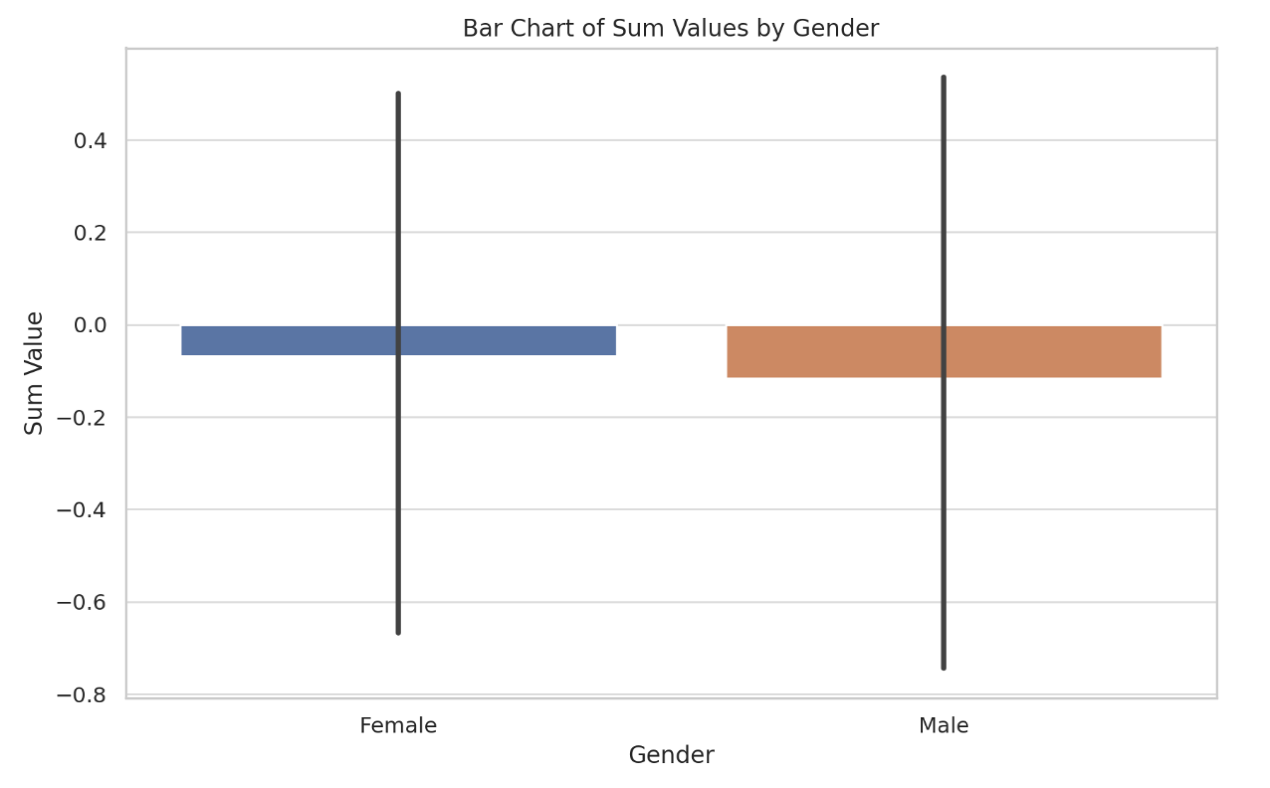 Bar Chart of Sum Values by Gender
0.4
0.2
0.0
−0.2
−0.4
−0.6
−0.8
Sum Value
Female
Male
Gender